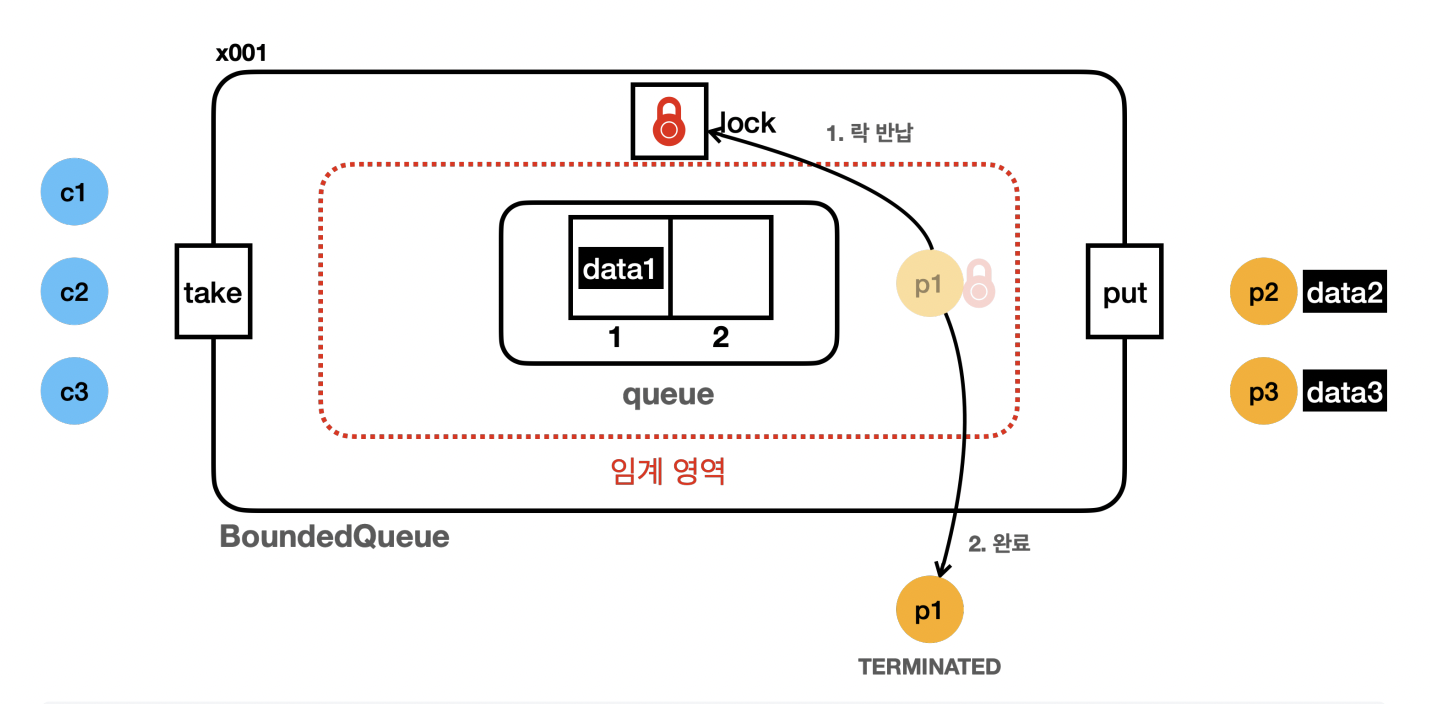 x001
lock
1. 락 반납
c1
c2
c3
take
data1
1
2
queue
p1
put
p2
data2
p3
data3
임계 영역
BoundedQueue
2. 완료
p1
TERMINATED